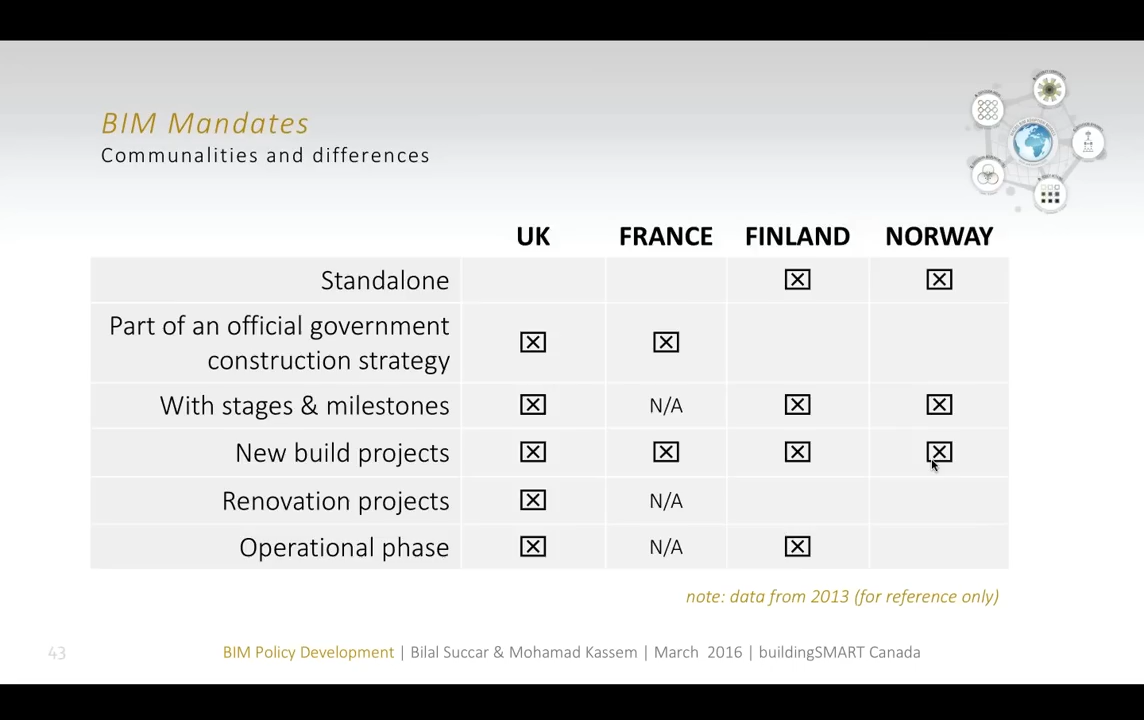 BIM Mandates
Communalities and differences
UK FRANCE FINLAND NORWAY
Standalone ☒ ☒
Part of an official government
construction strategy ☒ ☒
With stages & milestones ☒ N/A ☒ ☒
New build projects ☒ ☒ ☒ ☒
Renovation projects ☒ N/A
Operational phase ☒ N/A ☒
note: data from 2013 (for reference only)
43
BIM Policy Development | Bilal Succar & Mohamad Kassem | March 2016 | buildingSMART Canada